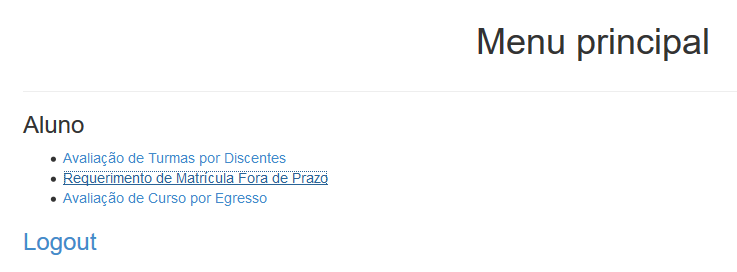 Menu principal
Aluno
Avaliação de Turmas por Discentes
Requerimento de Matrícula Fora de Prazo
Avaliação de Curso por Egresso
Logout